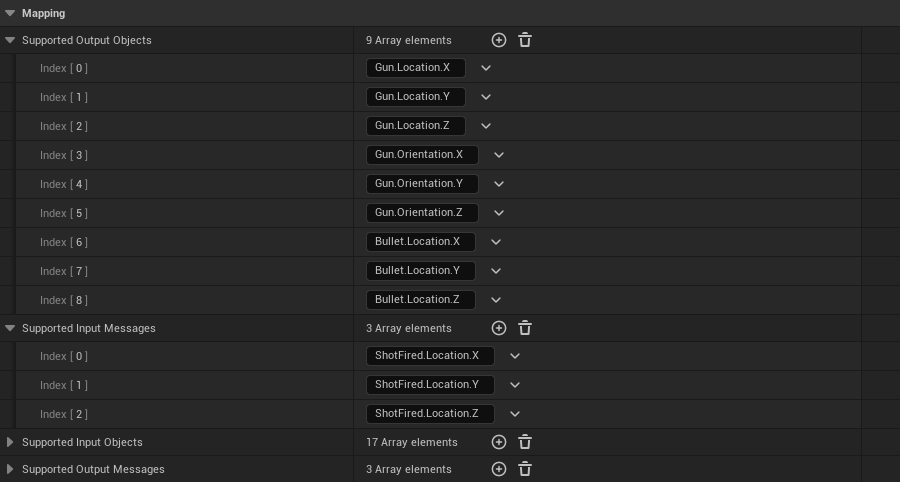 Mapping
Supported Output Objects 9 Array elements
Index [ 0 ] Gun.Location.X
Index [ 1 ] Gun.Location.Y
Index [ 2 ] Gun.Location.Z
Index [ 3 ] Gun.Orientation.X
Index [ 4 ] Gun.Orientation.Y
Index [ 5 ] Gun.Orientation.Z
Index [ 6 ] Bullet.Location.X
Index [ 7 ] Bullet.Location.Y
Index [ 8 ] Bullet.Location.Z
Supported Input Messages 3 Array elements
Index [ 0 ] ShotFired.Location.X
Index [ 1 ] ShotFired.Location.Y
Index [ 2 ] ShotFired.Location.Z
Supported Input Objects 17 Array elements
Supported Output Messages 3 Array elements